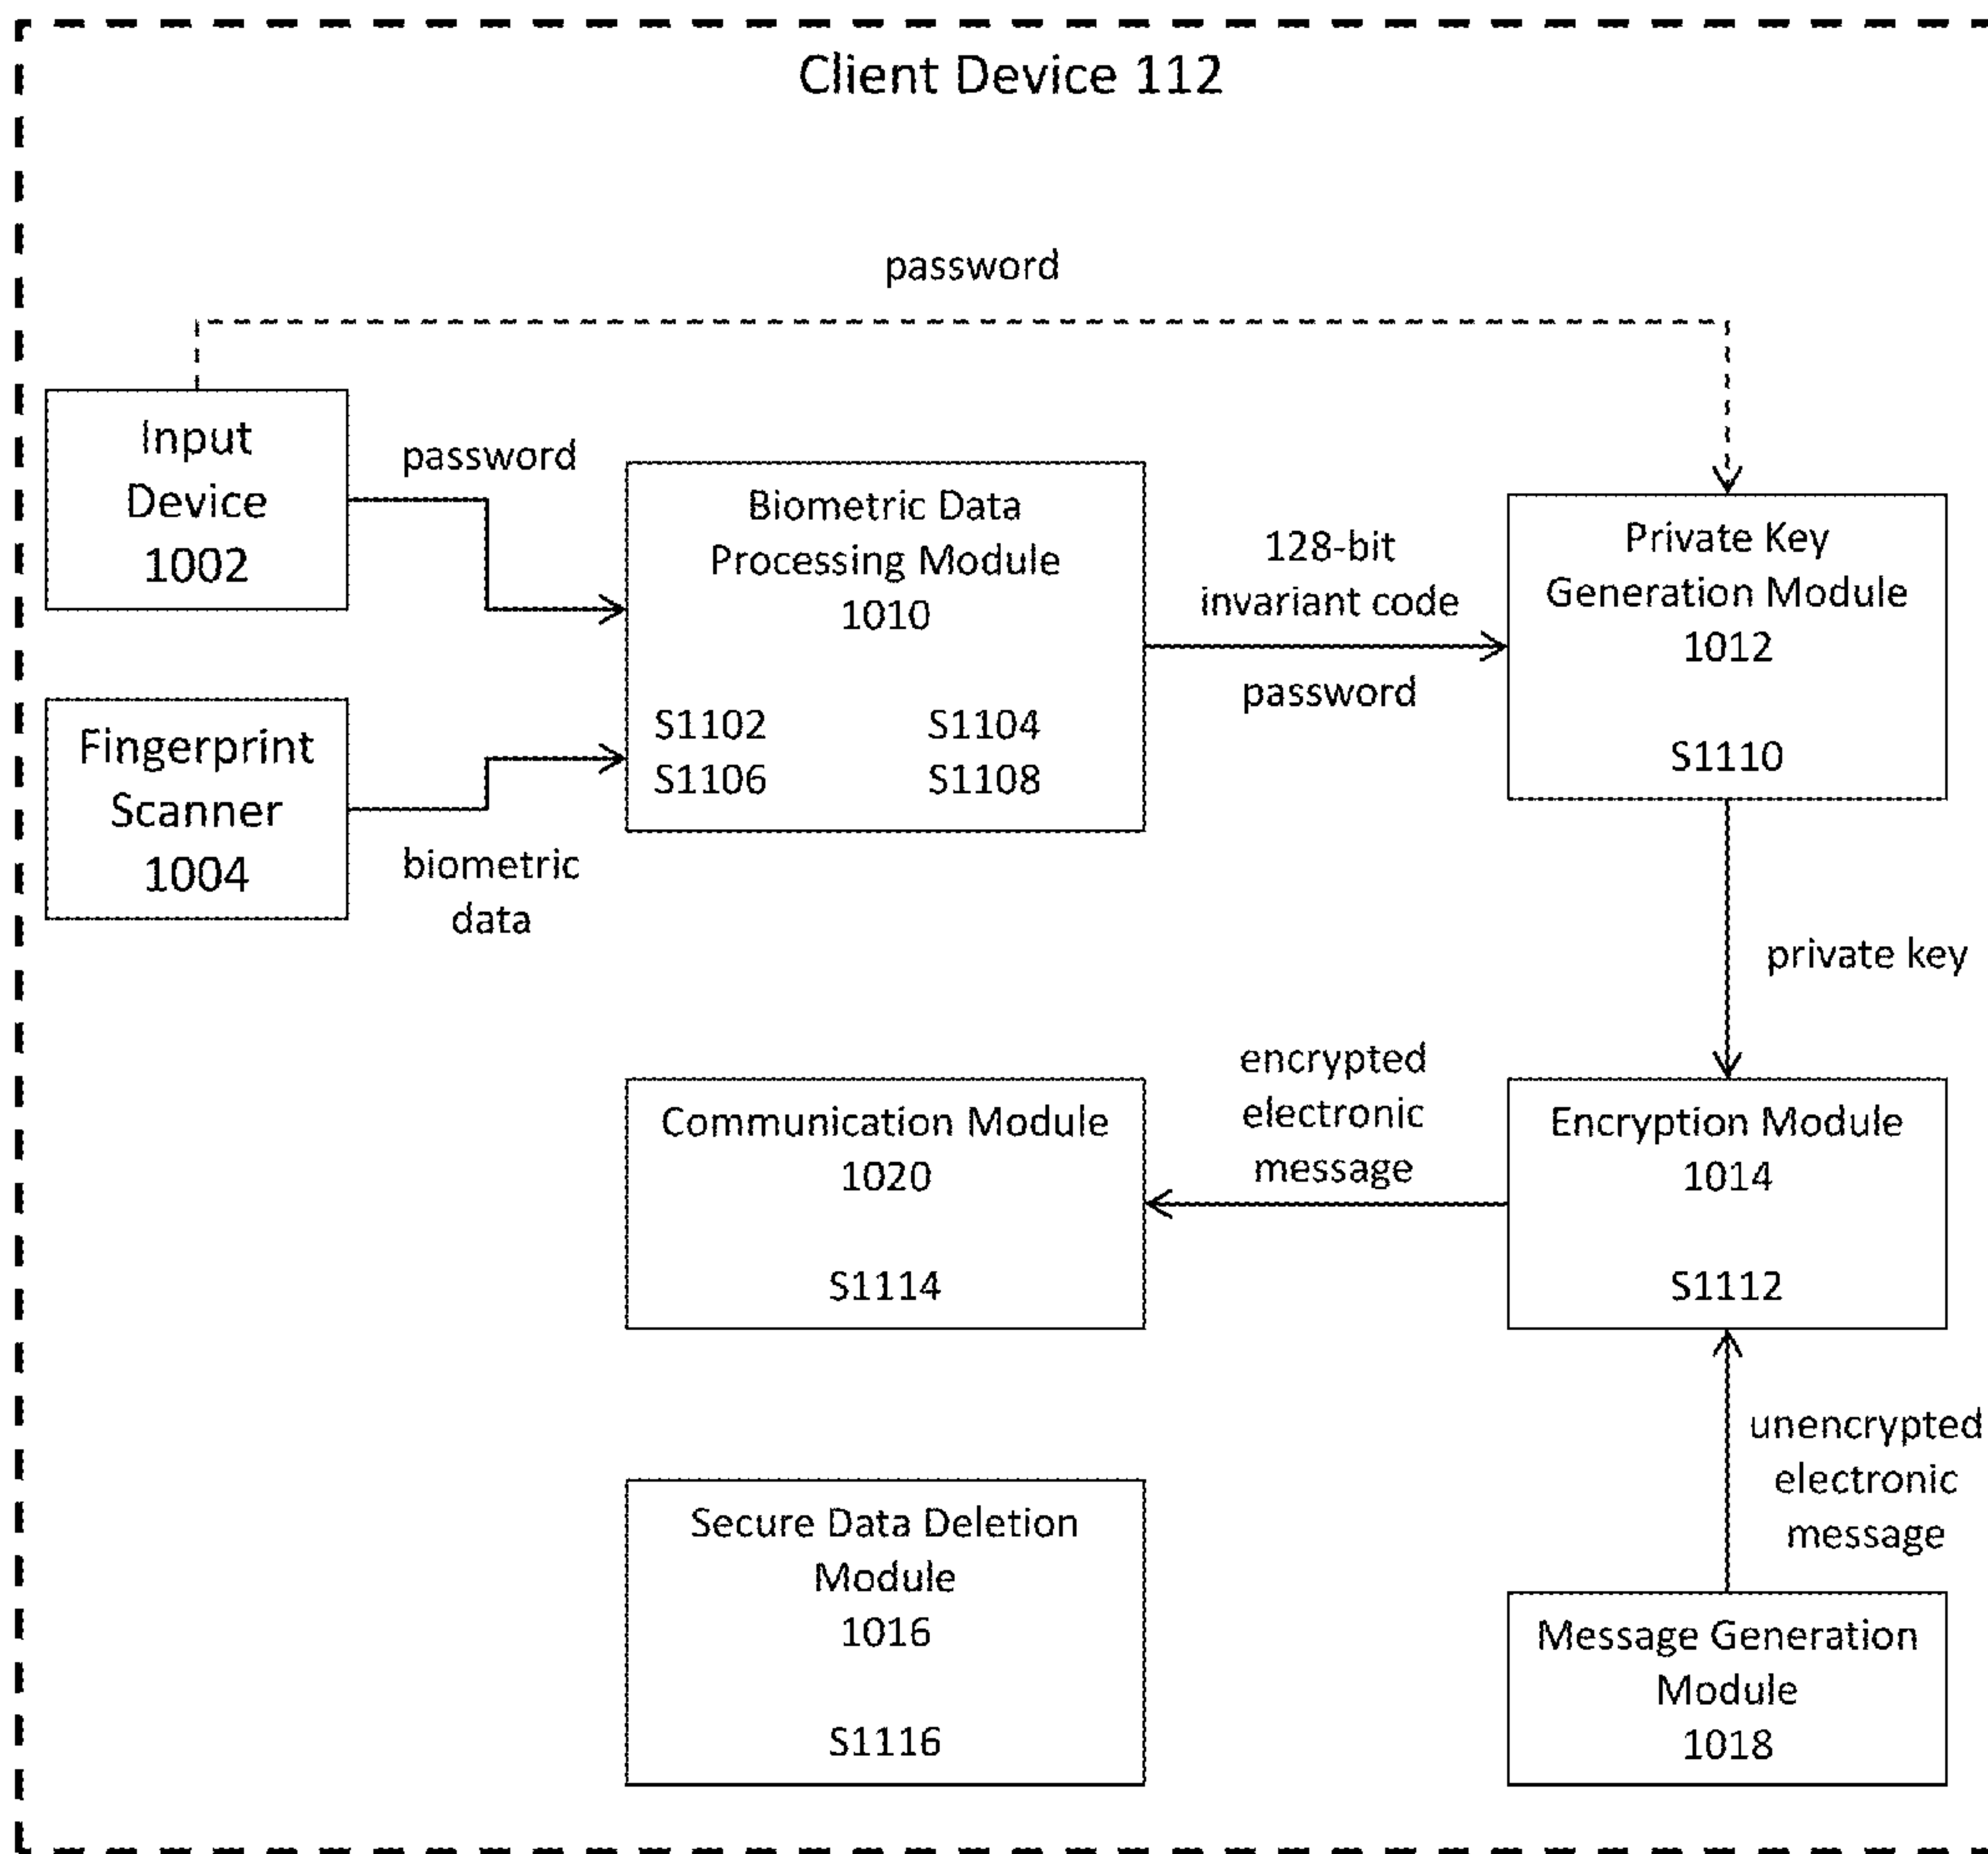 Client Device 112
password
Input
Device
1002
password
Biometric Data
Processing Module
1010
S1102 S1104
S1106 S1108
128-bit
invariant code
password
Private Key
Generation Module
1012
S1110
Fingerprint
Scanner
1004
biometric
data
private key
Communication Module
1020
S1114
encrypted
electronic
message
Encryption Module
1014
S1112
unencrypted
electronic
message
Secure Data Deletion
Module
1016
S1116
Message Generation
Module
1018